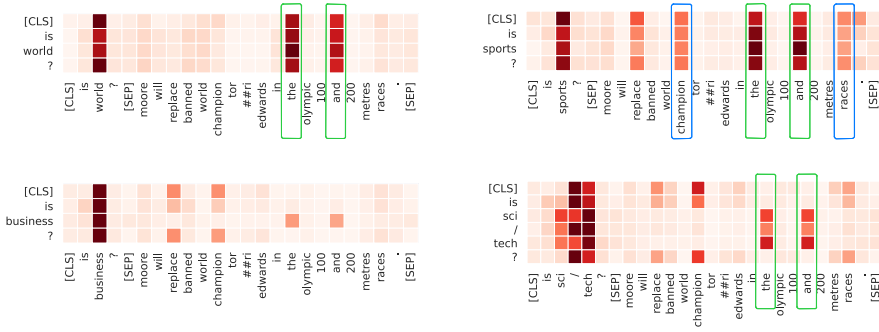 [CLS]
is
world
?
[CLS] is world ? [SEP] moore will replace banned world champion tor ##ri edwards in the olympic 100 and 200 metres races . [SEP]
[CLS]
is
sports
?
[CLS] is sports ? [SEP] moore will replace banned world champion tor ##ri edwards in the olympic 100 and 200 metres races . [SEP]
[CLS]
is
business
?
[CLS] is business ? [SEP] moore will replace banned world champion tor ##ri edwards in the olympic 100 and 200 metres races . [SEP]
[CLS]
is
sci
/
tech
?
[CLS] is sci / tech ? [SEP] moore will replace banned world champion tor ##ri edwards in the olympic 100 and 200 metres races . [SEP]